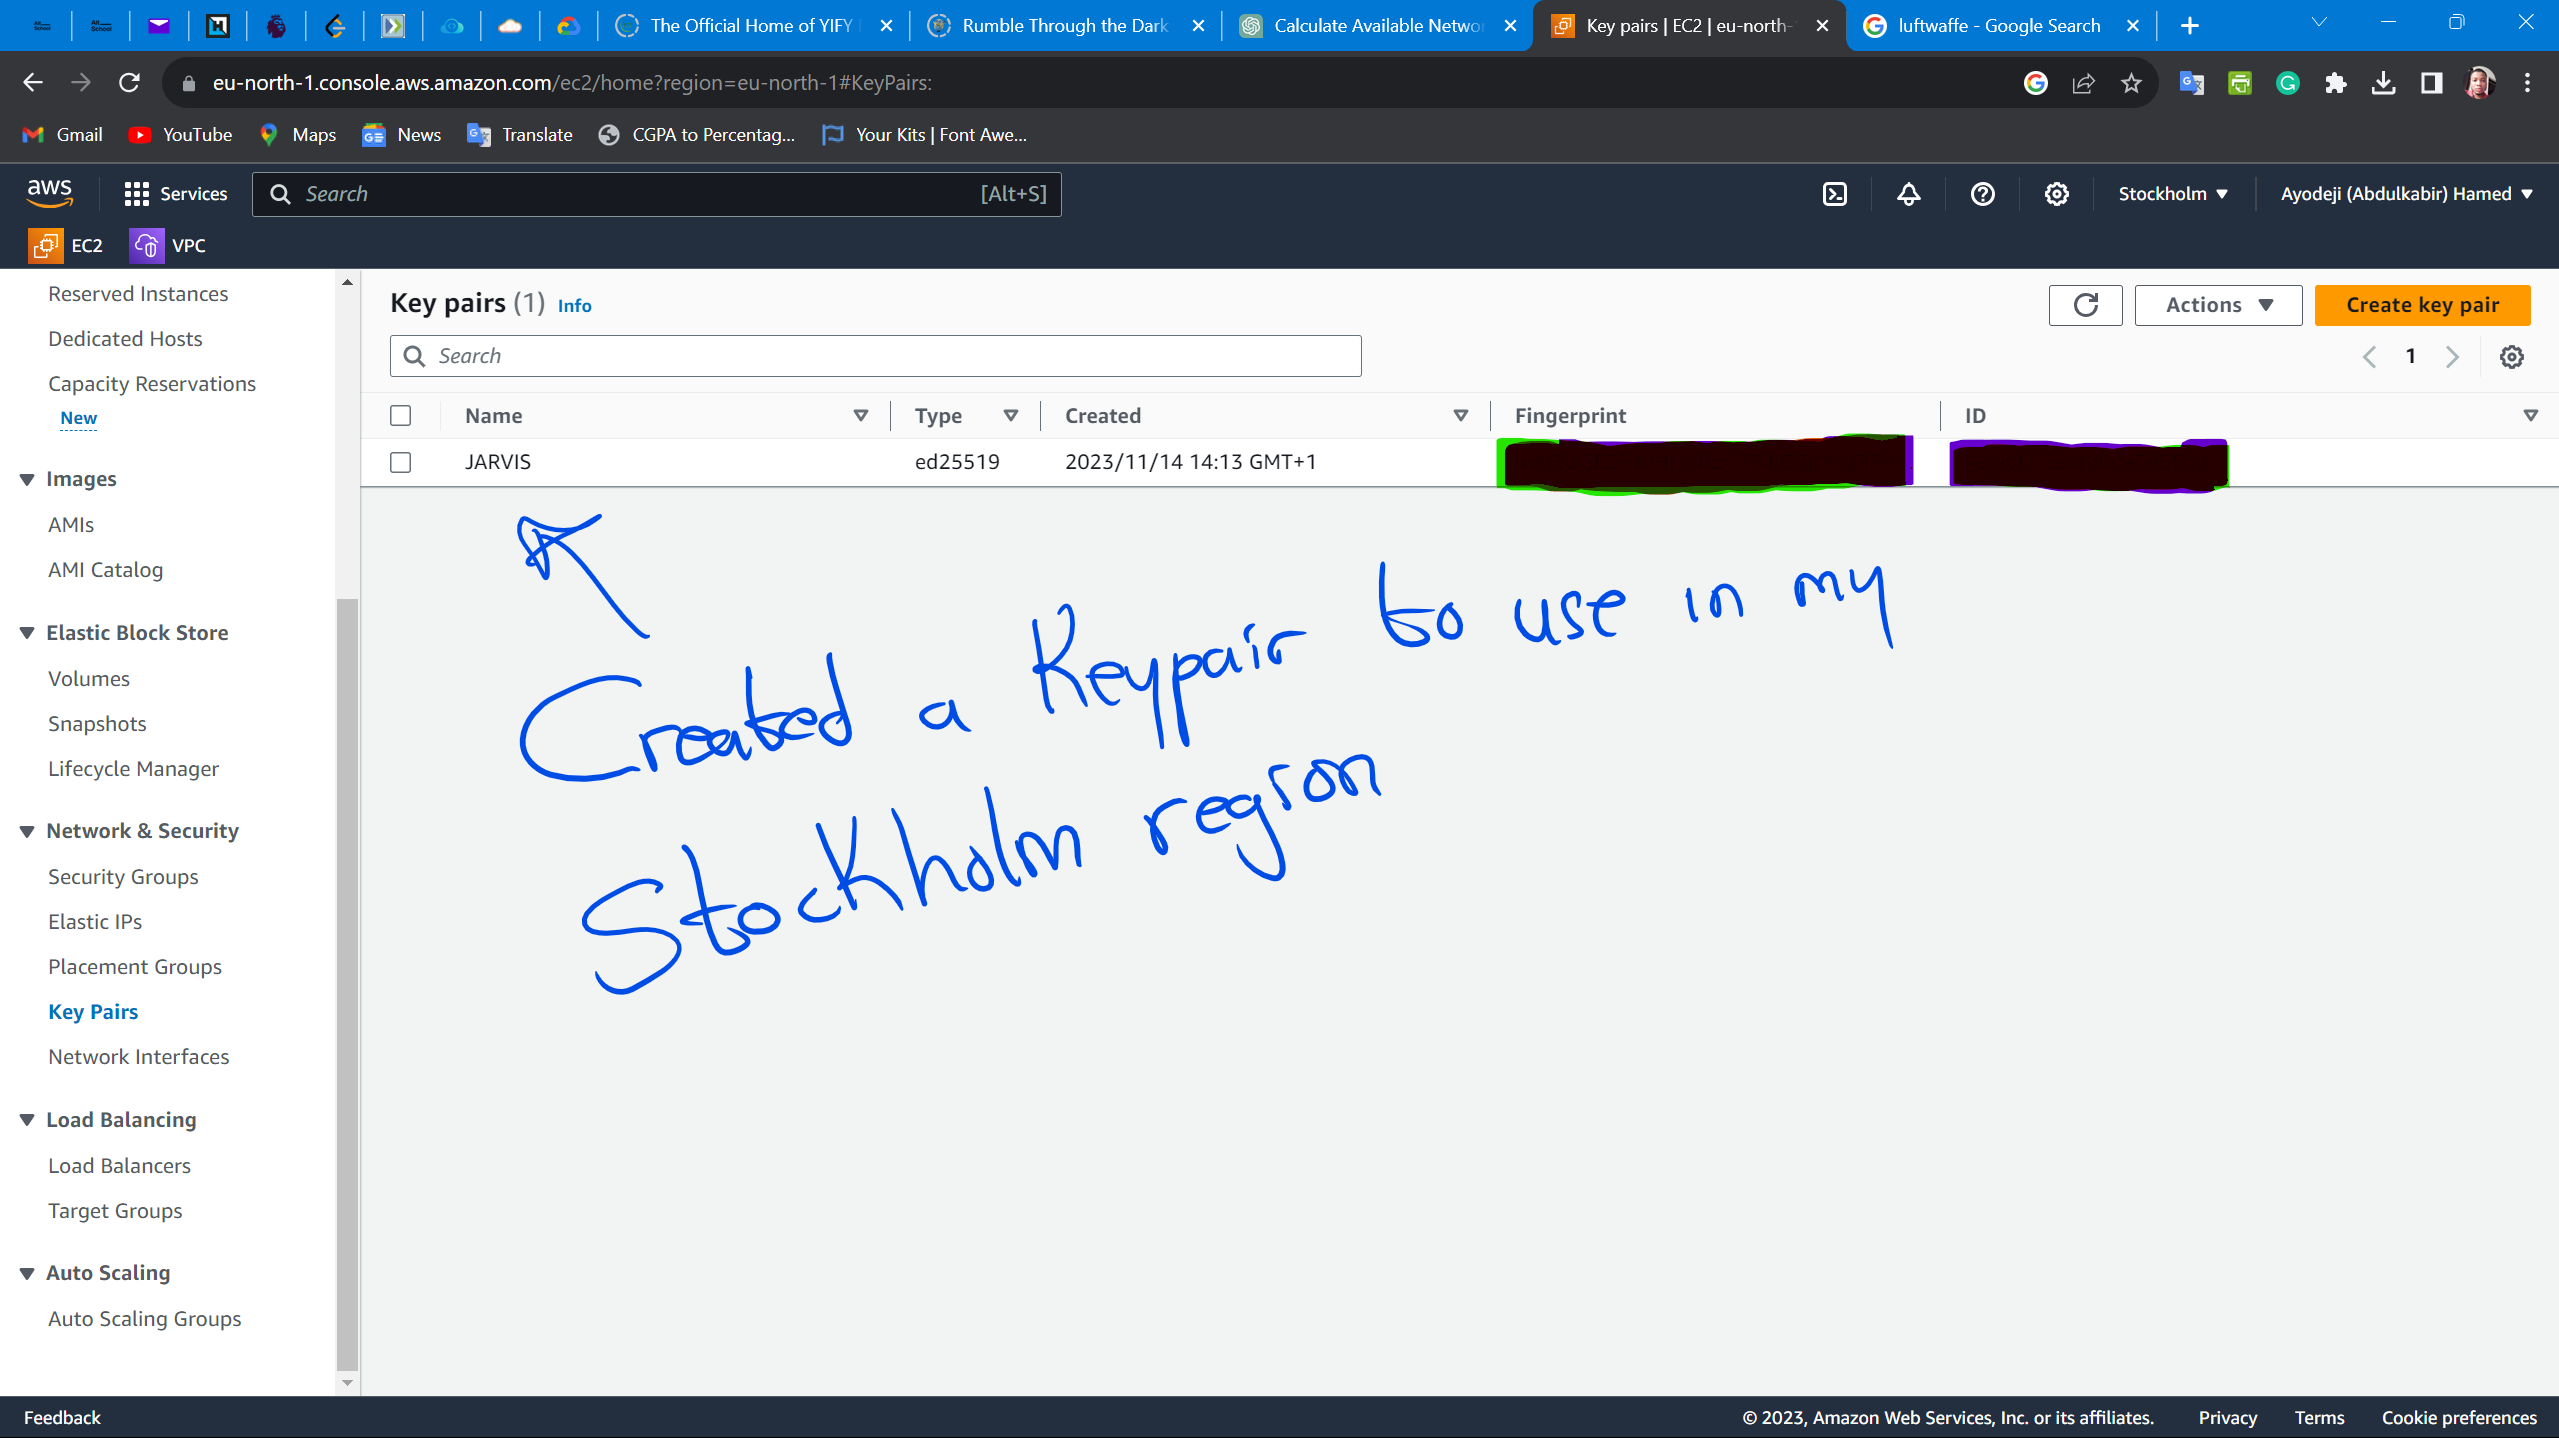 The Official Home of YIFY
Rumble Through the Dark
Calculate Available Netwo
Key pairs | EC2 | eu-north-
luftwaffe - Google Search
eu-north-1.console.aws.amazon.com/ec2/home?region=eu-north-1#KeyPairs:
Gmail YouTube Maps News Translate CGPA to Percentag... Your Kits | Font Awe...
aws Services Search [Alt+S] Stockholm Ayodeji (Abdulkabir) Hamed
EC2 VPC
Reserved Instances
Dedicated Hosts
Capacity Reservations
New
Images
AMIs
AMI Catalog
Elastic Block Store
Volumes
Snapshots
Lifecycle Manager
Network & Security
Security Groups
Elastic IPs
Placement Groups
Key Pairs
Network Interfaces
Load Balancing
Load Balancers
Target Groups
Auto Scaling
Auto Scaling Groups
Key pairs (1) Info
Actions
Create key pair
Search
1
Name Type Created Fingerprint ID
JARVIS ed25519 2023/11/14 14:13 GMT+1
Created a Keypair to use in my
Stockholm region
Feedback © 2023, Amazon Web Services, Inc. or its affiliates. Privacy Terms Cookie preferences